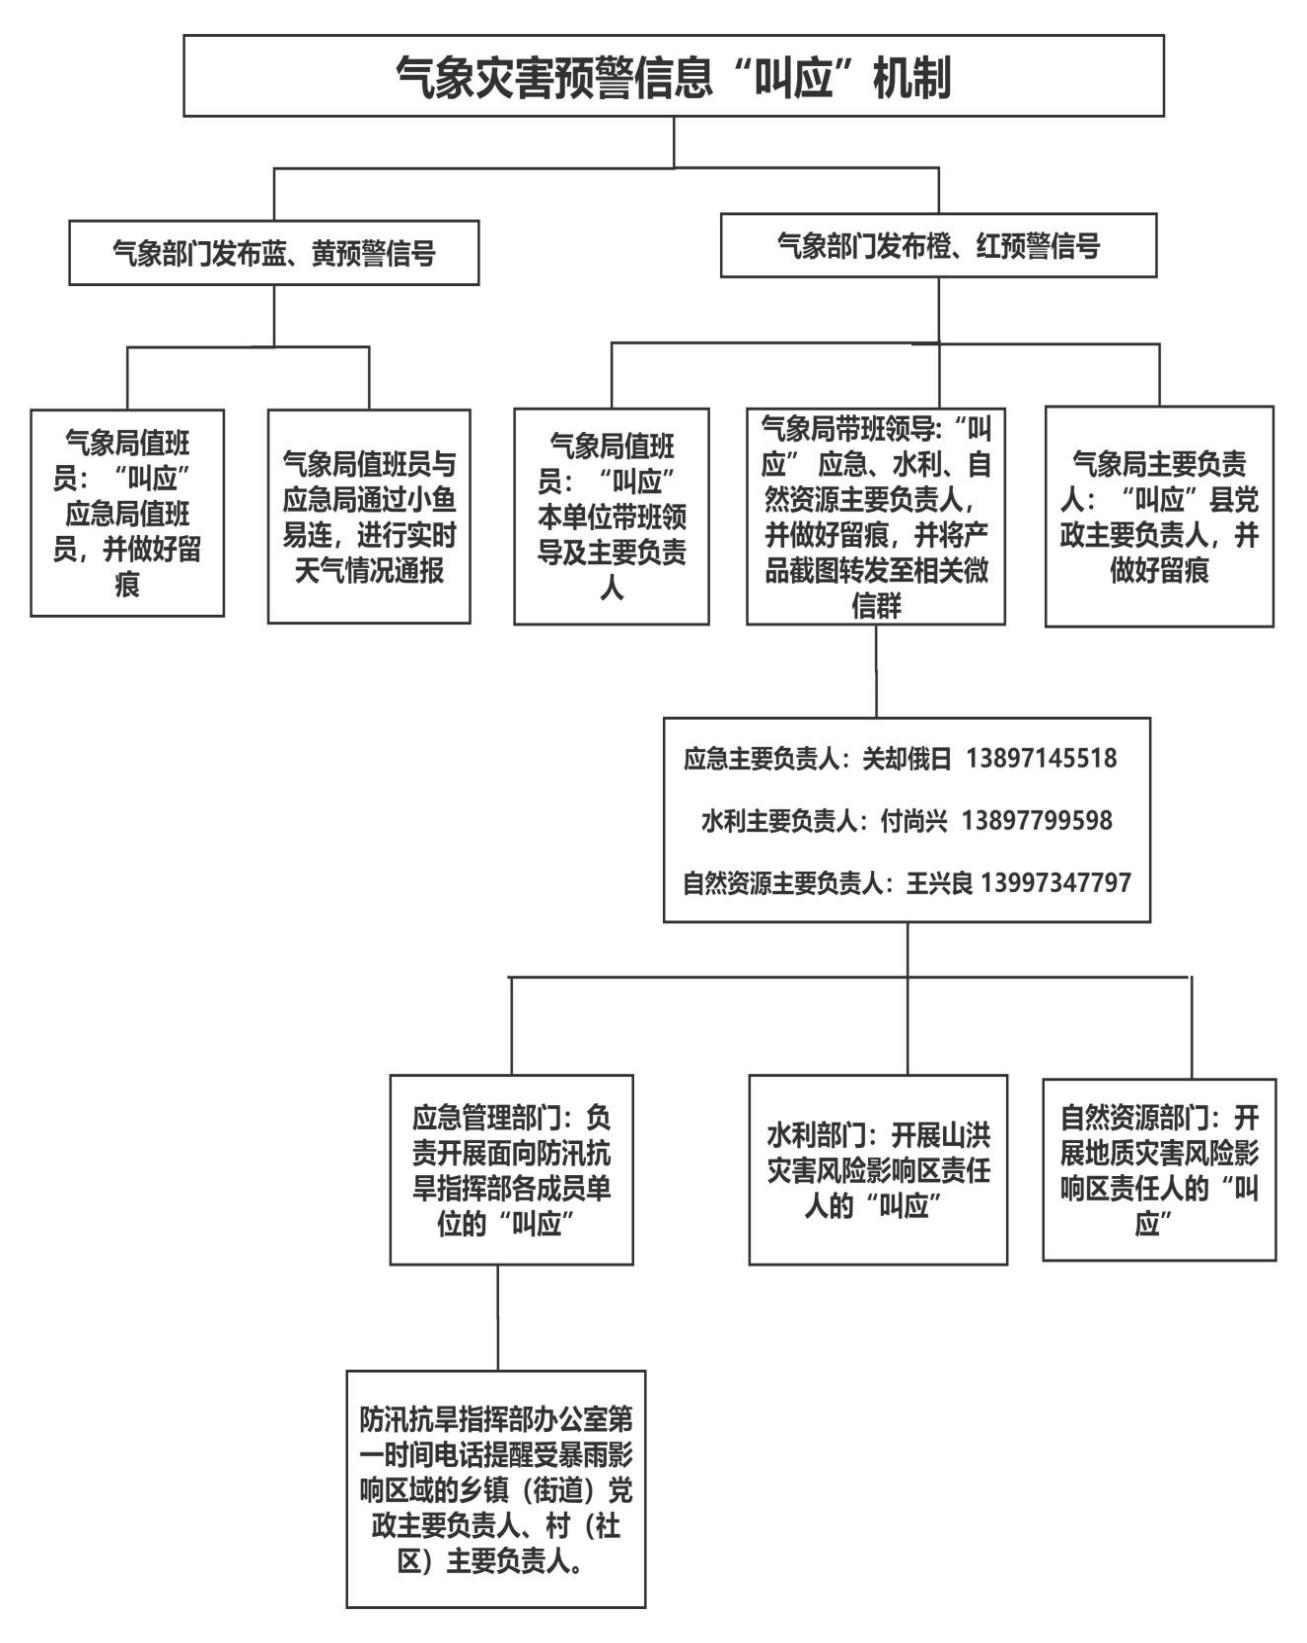 气象灾害预警信息“叫应”机制
气象部门发布蓝、黄预警信号
气象部门发布橙、红预警信号
气象局值班
员：“叫应”
应急局值班
员，并做好留
痕
气象局值班员与
应急局通过小鱼
易连，进行实时
天气情况通报
气象局值班
员：“叫应”
本单位带班领
导及主要负责
人
气象局带班领导:“叫
应” 应急、水利、自
然资源主要负责人，
并做好留痕，并将产
品截图转发至相关微
信群
气象局主要负责
人：“叫应”县党
政主要负责人，并
做好留痕
应急主要负责人：关却俄日 13897145518
水利主要负责人：付尚兴 13897799598
自然资源主要负责人：王兴良 13997347797
应急管理部门：负
责开展面向防汛抗
旱指挥部各成员单
位的“叫应”
水利部门：开展山洪
灾害风险影响区责任
人的“叫应”
自然资源部门：开
展地质灾害风险影
响区责任人的“叫
应”
防汛抗旱指挥部办公室第
一时间电话提醒受暴雨影
响区域的乡镇（街道）党
政主要负责人、村（社
区）主要负责人。